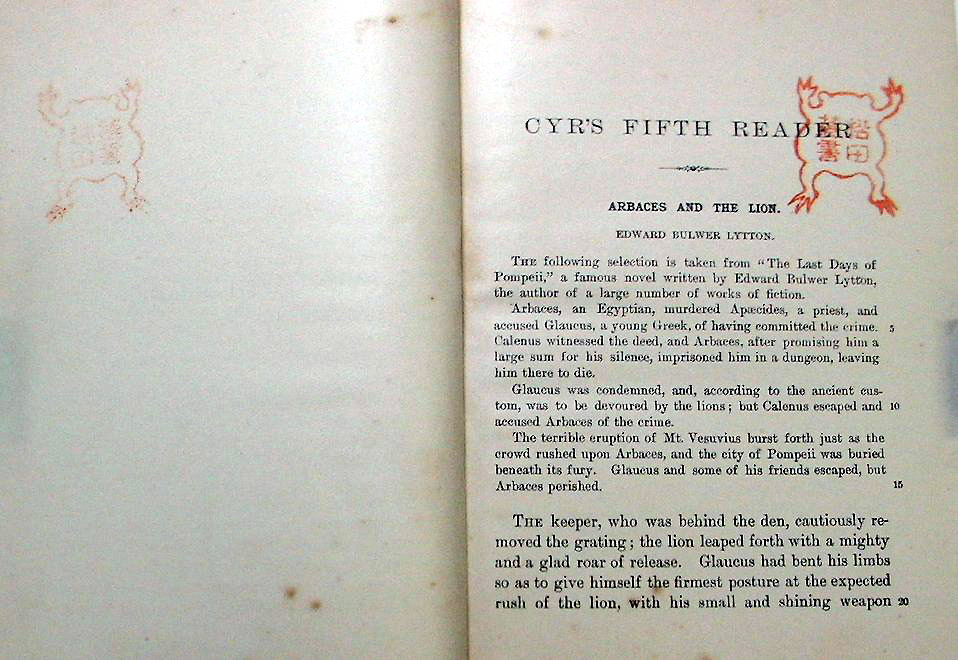 CYR'S FIFTH READER
ARBACES AND THE LION.
EDWARD BULWER LYTTON.
THE following selection is taken from "The Last Days of
Pompeii," a famous novel written by Edward Bulwer Lytton,
the author of a large number of works of fiction.
Arbaces, an Egyptian, murdered Apæcides, a priest, and
accused Glaucus, a young Greek, of having committed the crime. 5
Calenus witnessed the deed, and Arbaces, after promising him a
large sum for his silence, imprisoned him in a dungeon, leaving
him there to die.
Glaucus was condemned, and, according to the ancient cus-
tom, was to be devoured by the lions; but Calenus escaped and 10
accused Arbaces of the crime.
The terrible eruption of Mt. Vesuvius burst forth just as the
crowd rushed upon Arbaces, and the city of Pompeii was buried
beneath its fury. Glaucus and some of his friends escaped, but
Arbaces perished. 15
THE keeper, who was behind the den, cautiously re-
moved the grating; the lion leaped forth with a mighty
and a glad roar of release. Glaucus had bent his limbs
so as to give himself the firmest posture at the expected
rush of the lion, with his small and shining weapon 20